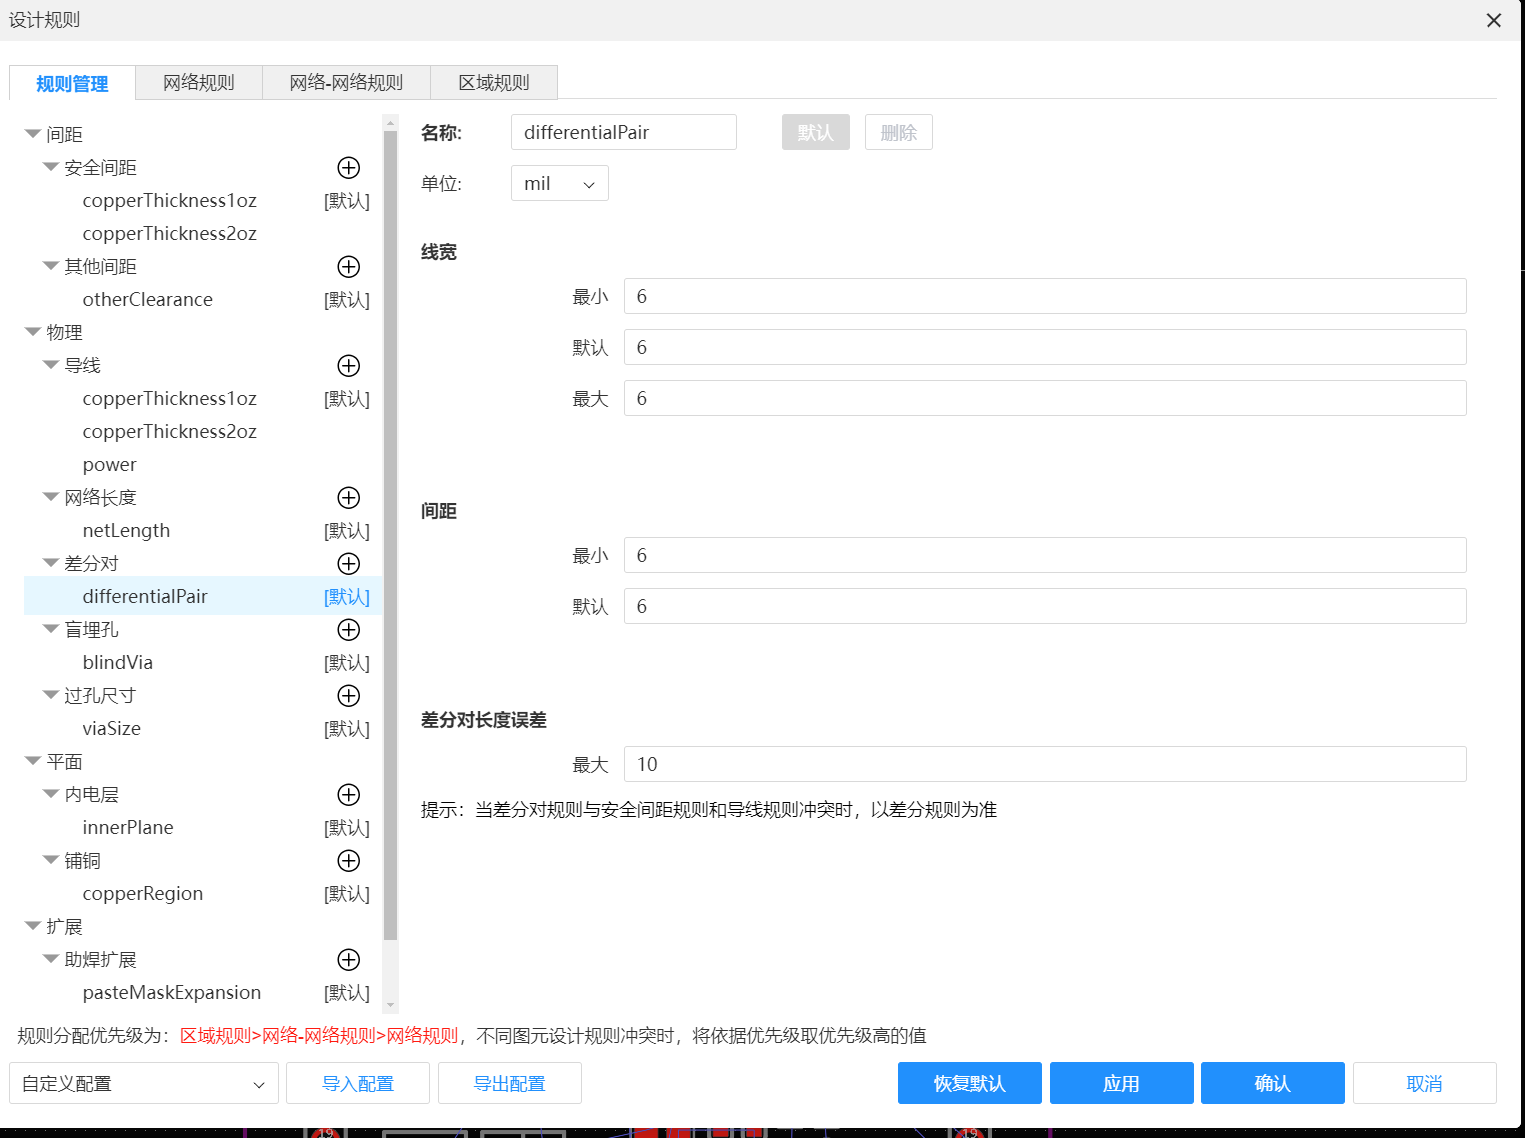 设计规则
规则管理
网络规则
网络-网络规则
区域规则
间距
安全间距
copperThickness1oz [默认]
copperThickness2oz
其他间距
otherClearance [默认]
物理
导线
copperThickness1oz [默认]
copperThickness2oz
power
网络长度
netLength [默认]
差分对
differentialPair [默认]
盲埋孔
blindVia [默认]
过孔尺寸
viaSize [默认]
平面
内电层
innerPlane [默认]
铺铜
copperRegion [默认]
扩展
助焊扩展
pasteMaskExpansion [默认]
名称: differentialPair 默认 删除
单位: mil
线宽
最小 6
默认 6
最大 6
间距
最小 6
默认 6
差分对长度误差
最大 10
提示：当差分对规则与安全间距规则和导线规则冲突时，以差分规则为准
规则分配优先级为：区域规则>网络-网络规则>网络规则，不同图元设计规则冲突时，将依据优先级取优先级高的值
自定义配置 导入配置 导出配置 恢复默认 应用 确认 取消
19 19